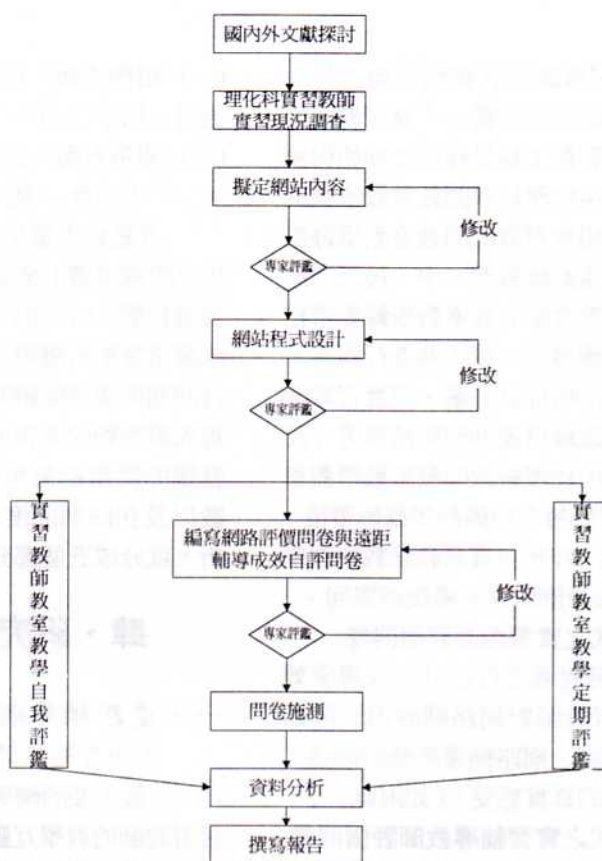 國內外文獻探討
理化科實習教師
實習現況調查
擬定網站內容
修改
專家評鑑
網站程式設計
修改
專家評鑑
實習教師教室教學自我評鑑
編寫網路評價問卷與遠距
輔導成效自評問卷
實習教師教室教學定期評鑑
修改
專家評鑑
問卷施測
資料分析
撰寫報告